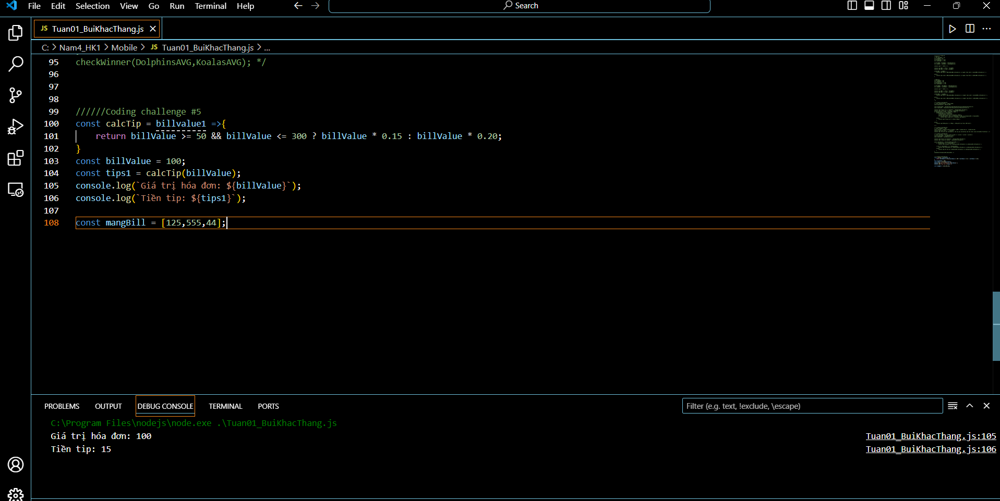 File Edit Selection View Go Run Terminal Help Search
JS Tuan01_BuiKhacThang.js
C: > Nam4_HK1 > Mobile > JS Tuan01_BuiKhacThang.js > ...
95 checkWinner(DolphinsAVG,KoalasAVG); */
96
97
98
99 //////Coding challenge #5
100 const calcTip = billvalue1 =>{
101 return billValue >= 50 && billValue <= 300 ? billValue * 0.15 : billValue * 0.20;
102 }
103 const billValue = 100;
104 const tips1 = calcTip(billValue);
105 console.log(`Giá trị hóa đơn: ${billValue}`);
106 console.log(`Tiền tip: ${tips1}`);
107
108 const mangBill = [125,555,44];
PROBLEMS OUTPUT DEBUG CONSOLE TERMINAL PORTS Filter (e.g. text, !exclude, \escape)
C:\Program Files\nodejs\node.exe .\Tuan01_BuiKhacThang.js
Giá trị hóa đơn: 100 Tuan01_BuiKhacThang.js:105
Tiền tip: 15 Tuan01_BuiKhacThang.js:106